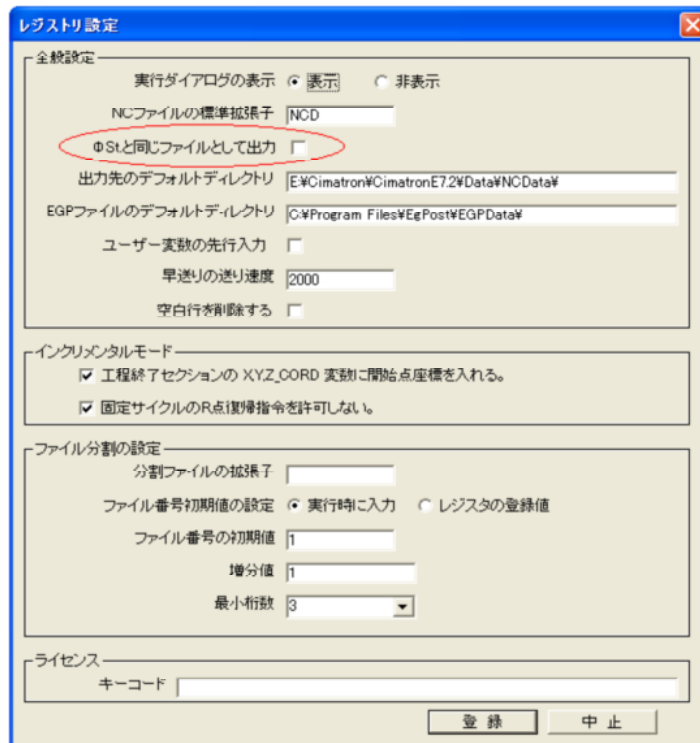 レジストリ設定
全般設定
実行ダイアログの表示 表示 非表示
NCファイルの標準拡張子 NCD
ΦSt.と同じファイルとして出力
出力先のデフォルトディレクトリ E:¥Cimatron¥CimatronE7.2¥Data¥NCData¥
EGPファイルのデフォルトディレクトリ C:¥Program Files¥EgPost¥EGPData¥
ユーザー変数の先行入力
早送りの送り速度 2000
空白行を削除する
インクリメンタルモード
工程終了セクションの XYZ_CORD 変数に開始点座標を入れる。
固定サイクルのR点復帰指令を許可しない。
ファイル分割の設定
分割ファイルの拡張子
ファイル番号初期値の設定 実行時に入力 レジスタの登録値
ファイル番号の初期値 1
増分値 1
最小桁数 3
ライセンス
キーコード
登録 中止